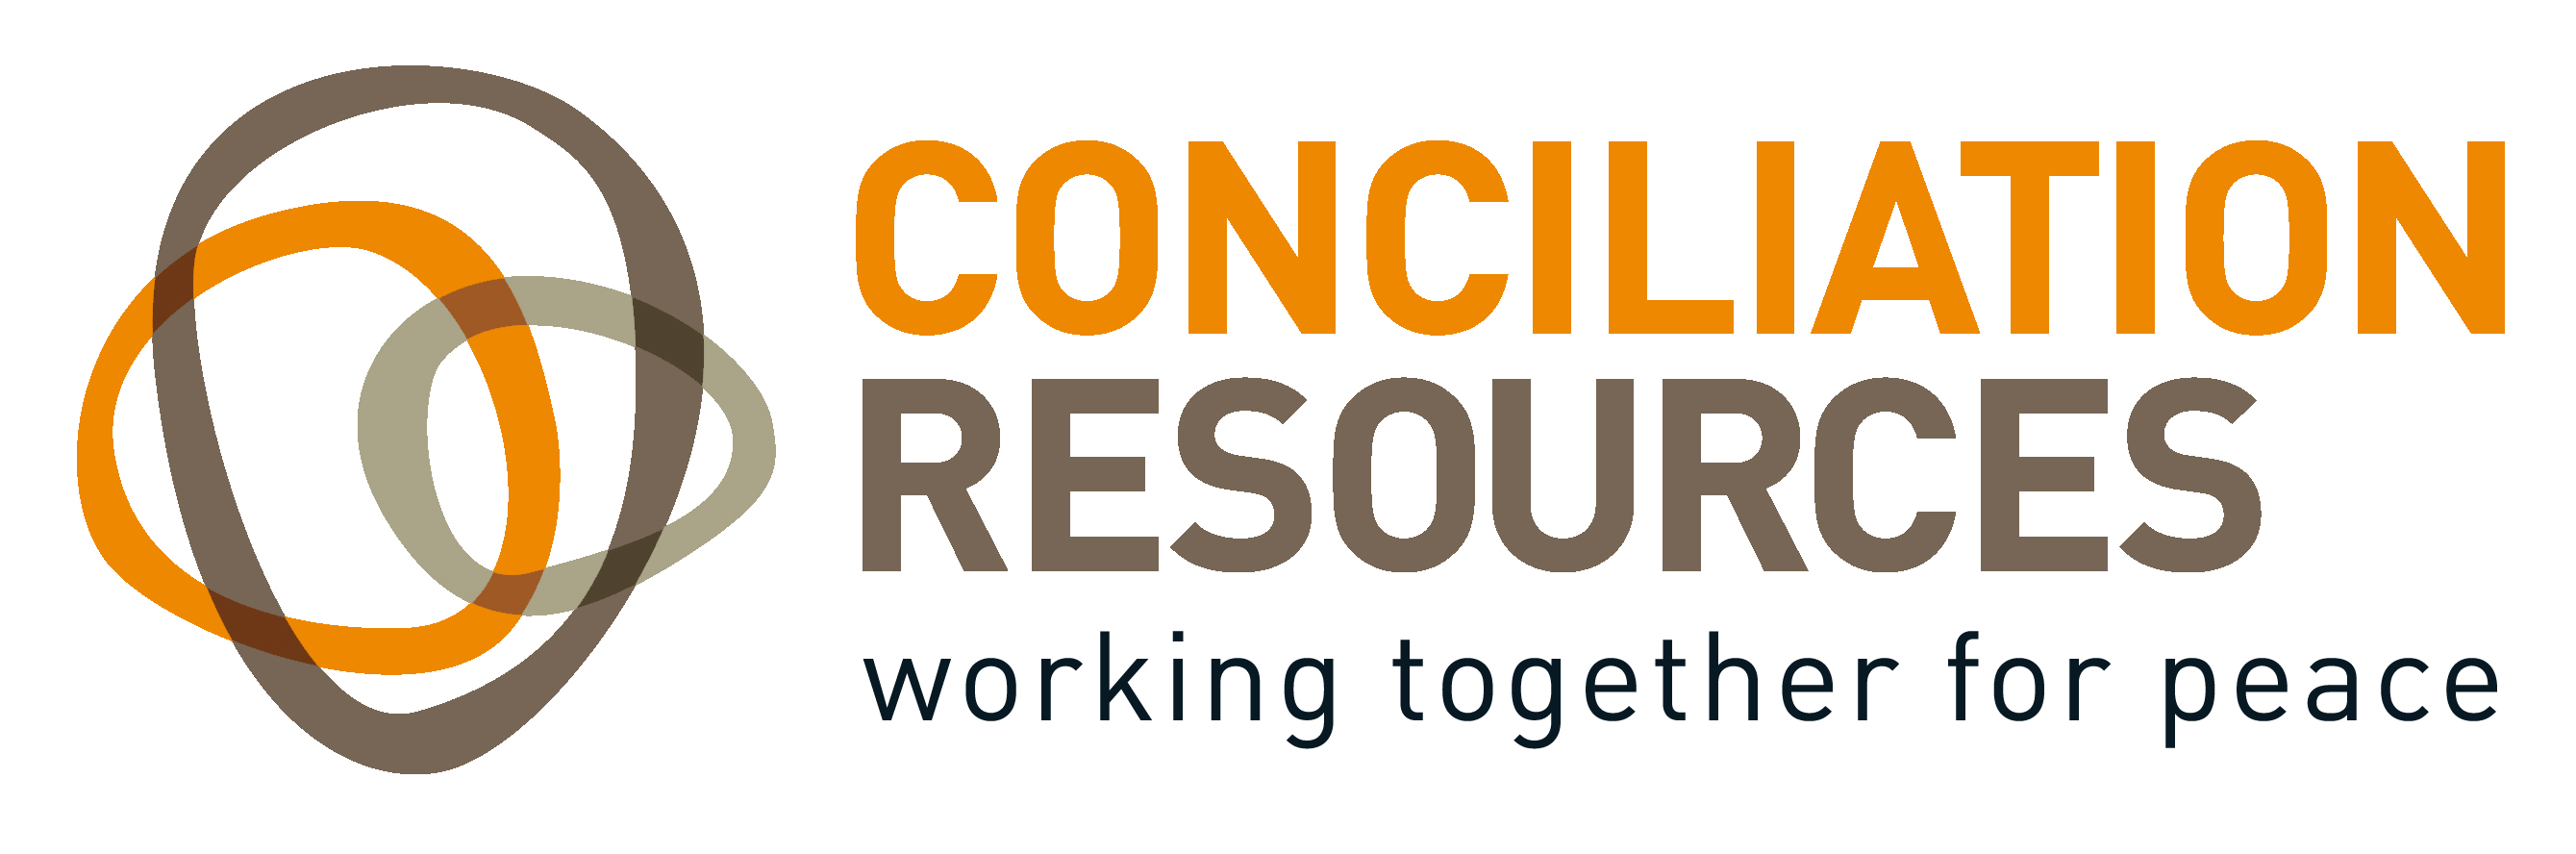 CONCILIATION
RESOURCES
working together for peace